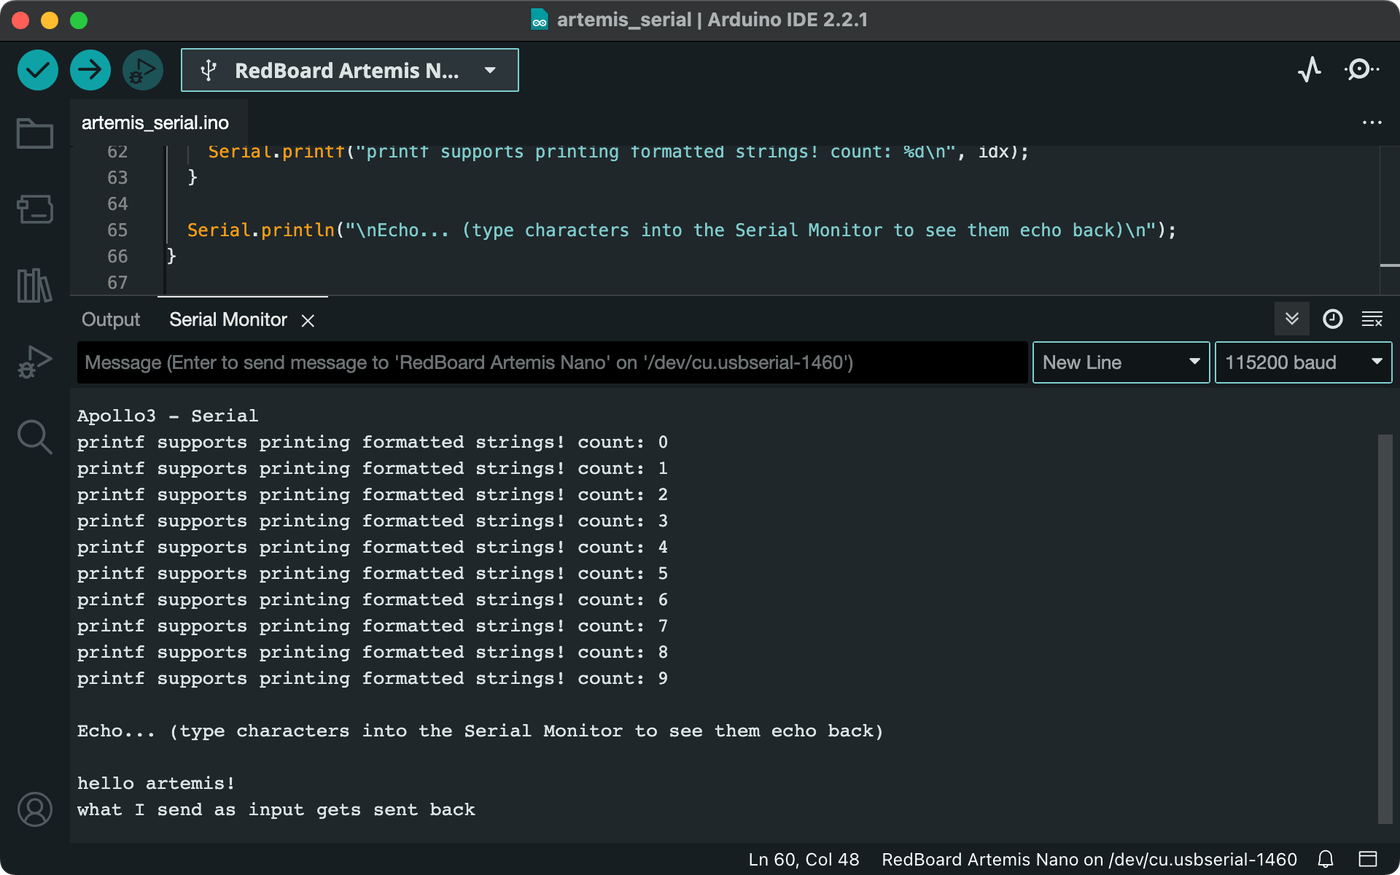 artemis_serial | Arduino IDE 2.2.1
RedBoard Artemis N...
artemis_serial.ino
62 Serial.printf("printf supports printing formatted strings! count: %d\n", idx);
63 }
64
65 Serial.println("\nEcho... (type characters into the Serial Monitor to see them echo back)\n");
66 }
67
Output Serial Monitor
Message (Enter to send message to 'RedBoard Artemis Nano' on '/dev/cu.usbserial-1460') New Line 115200 baud
Apollo3 - Serial
printf supports printing formatted strings! count: 0
printf supports printing formatted strings! count: 1
printf supports printing formatted strings! count: 2
printf supports printing formatted strings! count: 3
printf supports printing formatted strings! count: 4
printf supports printing formatted strings! count: 5
printf supports printing formatted strings! count: 6
printf supports printing formatted strings! count: 7
printf supports printing formatted strings! count: 8
printf supports printing formatted strings! count: 9
Echo... (type characters into the Serial Monitor to see them echo back)
hello artemis!
what I send as input gets sent back
Ln 60, Col 48 RedBoard Artemis Nano on /dev/cu.usbserial-1460